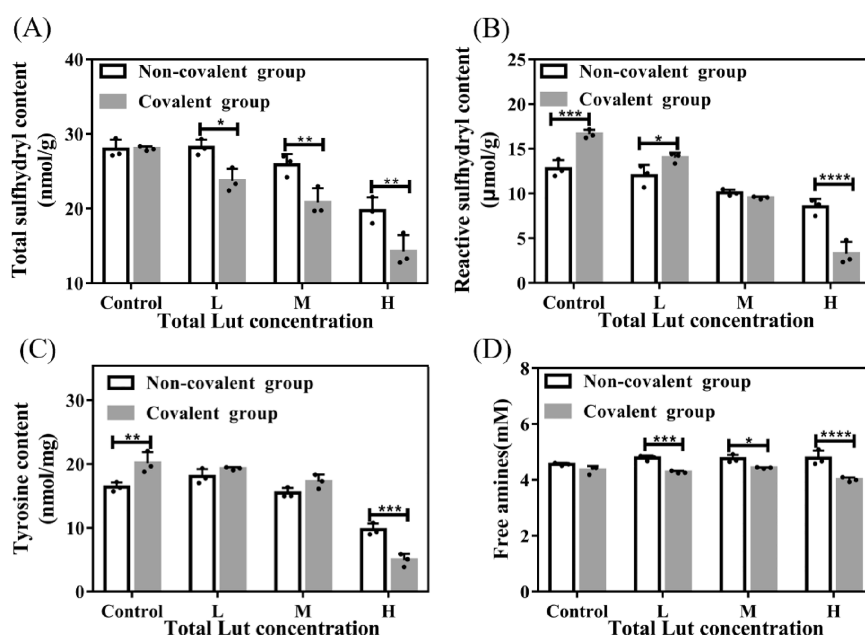 (A)
Total sulfhydryl content
(nmol/g)
40
30
20
10
Non-covalent group
Covalent group
*
**
**
Control L M H
Total Lut concentration
(B)
Reactive sulfhydryl content
(μmol/g)
25
20
15
10
5
0
Non-covalent group
Covalent group
***
*
****
Control L M H
Total Lut concentration
(C)
Tyrosine content
(nmol/mg)
30
20
10
0
Non-covalent group
Covalent group
**
***
Control L M H
Total Lut concentration
(D)
Free amines(mM)
8
6
4
2
0
Non-covalent group
Covalent group
***
*
****
Control L M H
Total Lut concentration